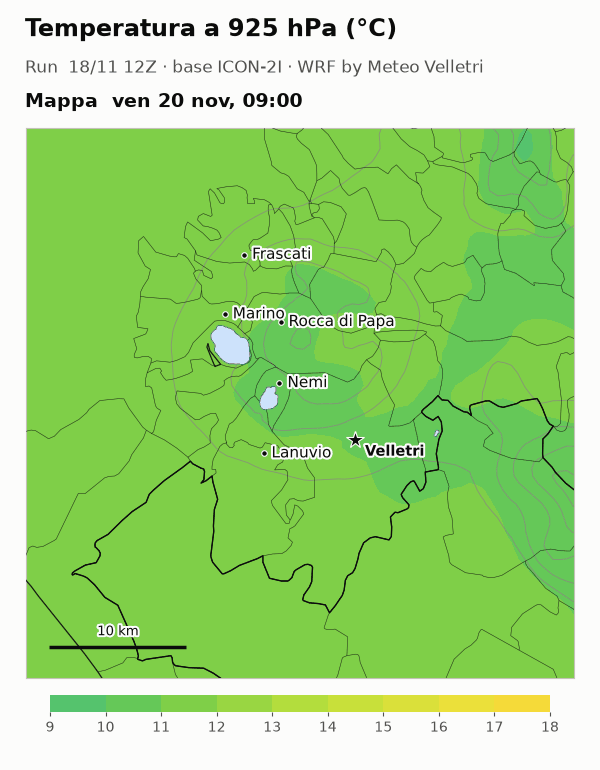 Temperatura a 925 hPa (°C)
Run  18/11 12Z · base ICON-2I · WRF by Meteo Velletri
Mappa  ven 20 nov, 09:00
Frascati
Marino
Rocca di Papa
Nemi
Velletri
Lanuvio
10 km
9 10 11 12 13 14 15 16 17 18